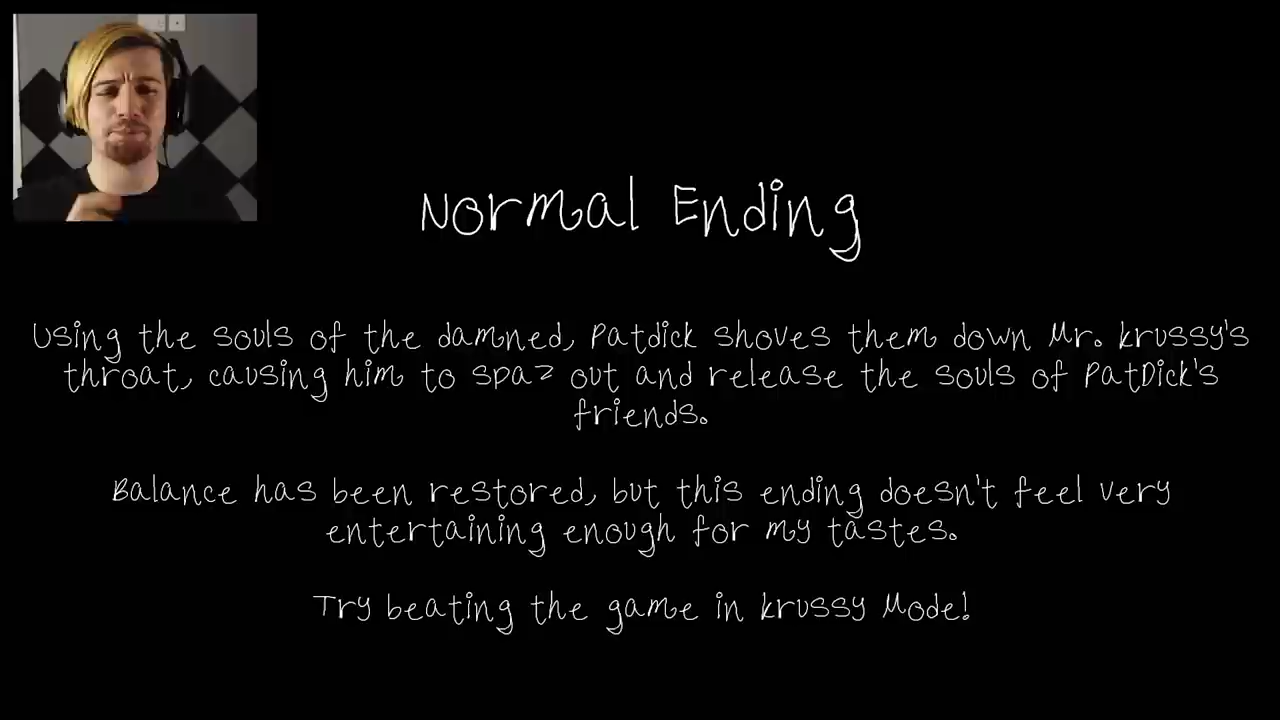 Normal Ending
Using the souls of the damned, Patdick shoves them down Mr. Krussy's
throat, causing him to spaz out and release the souls of PatDick's
friends.
Balance has been restored, but this ending doesn't feel very
entertaining enough for my tastes.
Try beating the game in Krussy Mode!